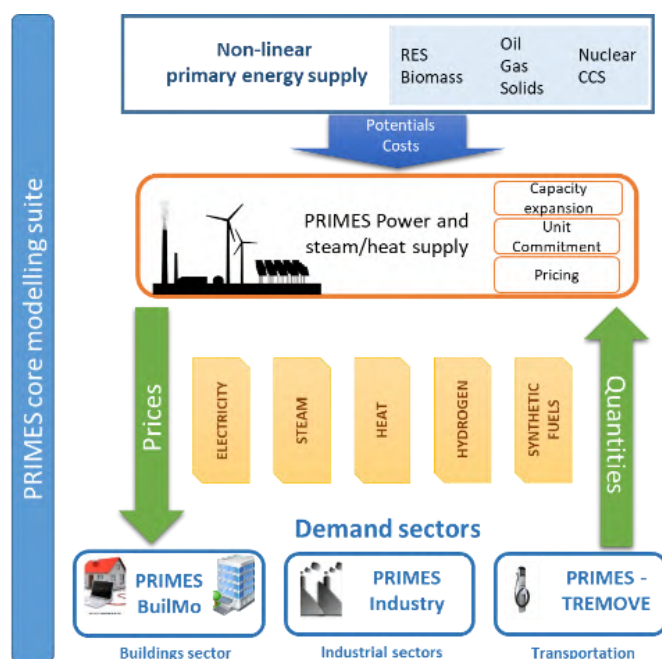 PRIMES core modelling suite
Non-linear
primary energy supply
RES
Biomass
Oil
Gas
Solids
Nuclear
CCS
Potentials
Costs
PRIMES Power and
steam/heat supply
Capacity
expansion
Unit
Commitment
Pricing
Prices
ELECTRICITY
STEAM
HEAT
HYDROGEN
SYNTHETIC
FUELS
Quantities
Demand sectors
PRIMES
BuilMo
PRIMES
Industry
PRIMES -
TREMOVE
Buildings sector
Industrial sectors
Transportation